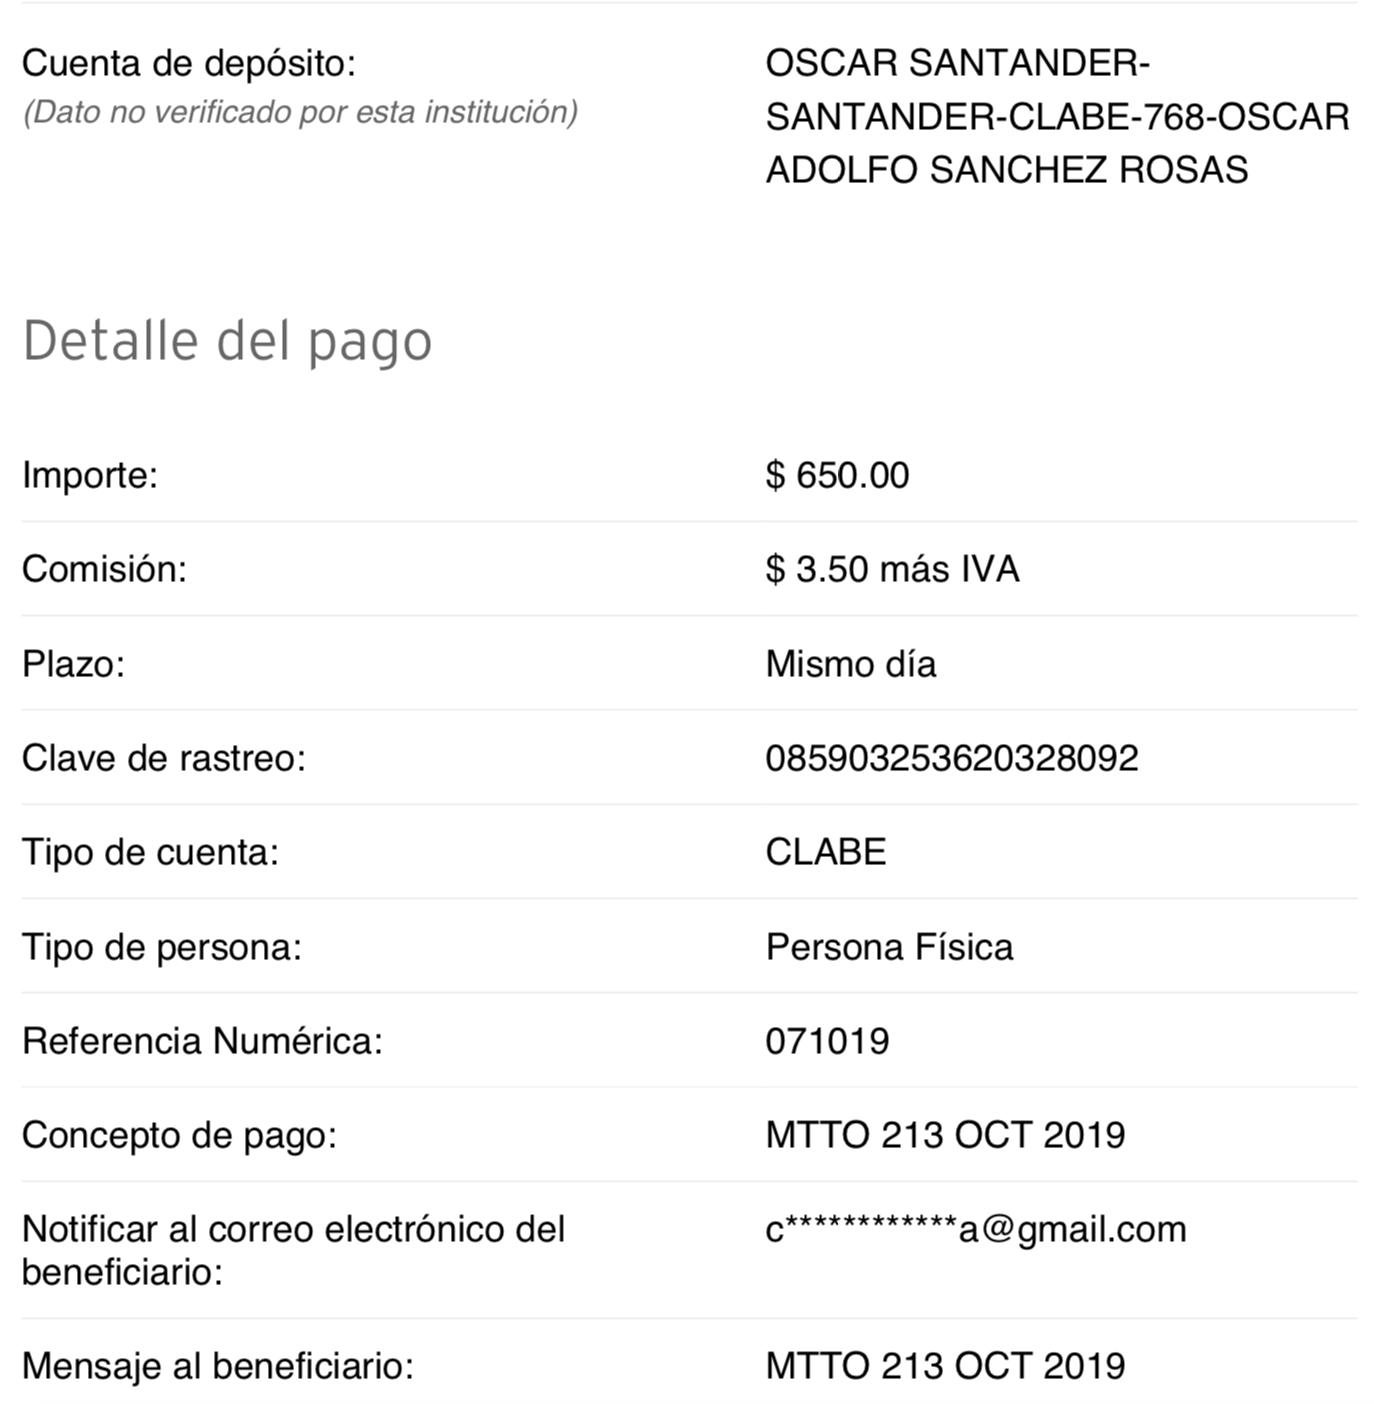 Cuenta de depósito:
(Dato no verificado por esta institución)
OSCAR SANTANDER-
SANTANDER-CLABE-768-OSCAR
ADOLFO SANCHEZ ROSAS
Detalle del pago
Importe:
$ 650.00
Comisión:
$ 3.50 más IVA
Plazo:
Mismo día
Clave de rastreo:
085903253620328092
Tipo de cuenta:
CLABE
Tipo de persona:
Persona Física
Referencia Numérica:
071019
Concepto de pago:
MTTO 213 OCT 2019
Notificar al correo electrónico del
beneficiario:
c************a@gmail.com
Mensaje al beneficiario:
MTTO 213 OCT 2019